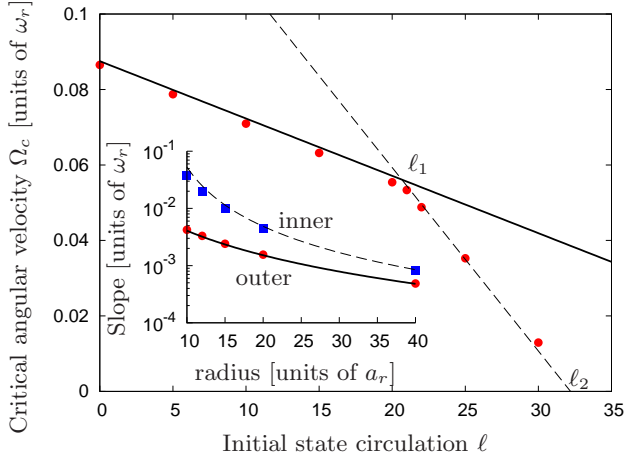 Critical angular velocity Ω_c [units of ω_r]
0.1
0.08
0.06
0.04
0.02
0
0 5 10 15 20 25 30 35
Initial state circulation ℓ
ℓ_1
ℓ_2
Slope [units of ω_r]
10^-1
10^-2
10^-3
10^-4
inner
outer
10 15 20 25 30 35 40
radius [units of a_r]